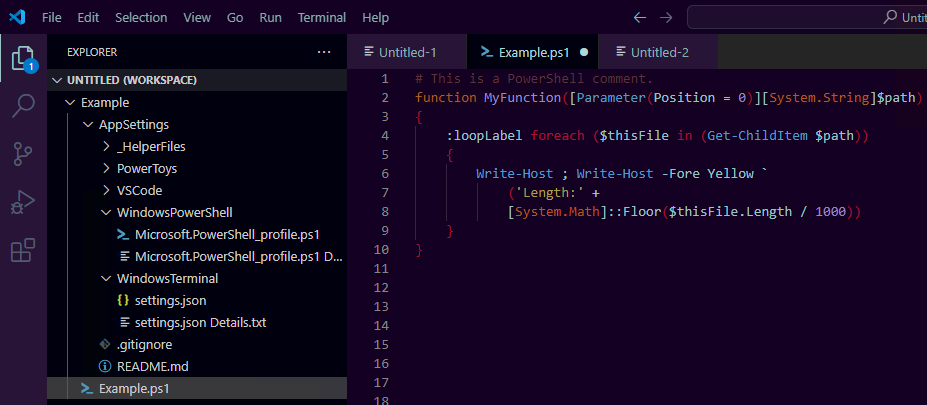 File Edit Selection View Go Run Terminal Help
EXPLORER
1
UNTITLED (WORKSPACE)
Example
AppSettings
_HelperFiles
PowerToys
VSCode
WindowsPowerShell
Microsoft.PowerShell_profile.ps1
Microsoft.PowerShell_profile.ps1 D...
WindowsTerminal
settings.json
settings.json Details.txt
.gitignore
README.md
Example.ps1
Untitled-1 Example.ps1 Untitled-2
1 # This is a PowerShell comment.
2 function MyFunction([Parameter(Position = 0)][System.String]$path)
3 {
4 :loopLabel foreach ($thisFile in (Get-ChildItem $path))
5 {
6 Write-Host ; Write-Host -Fore Yellow `
7 ('Length:' +
8 [System.Math]::Floor($thisFile.Length / 1000))
9 }
10 }
11
12
13
14
15
16
17
18